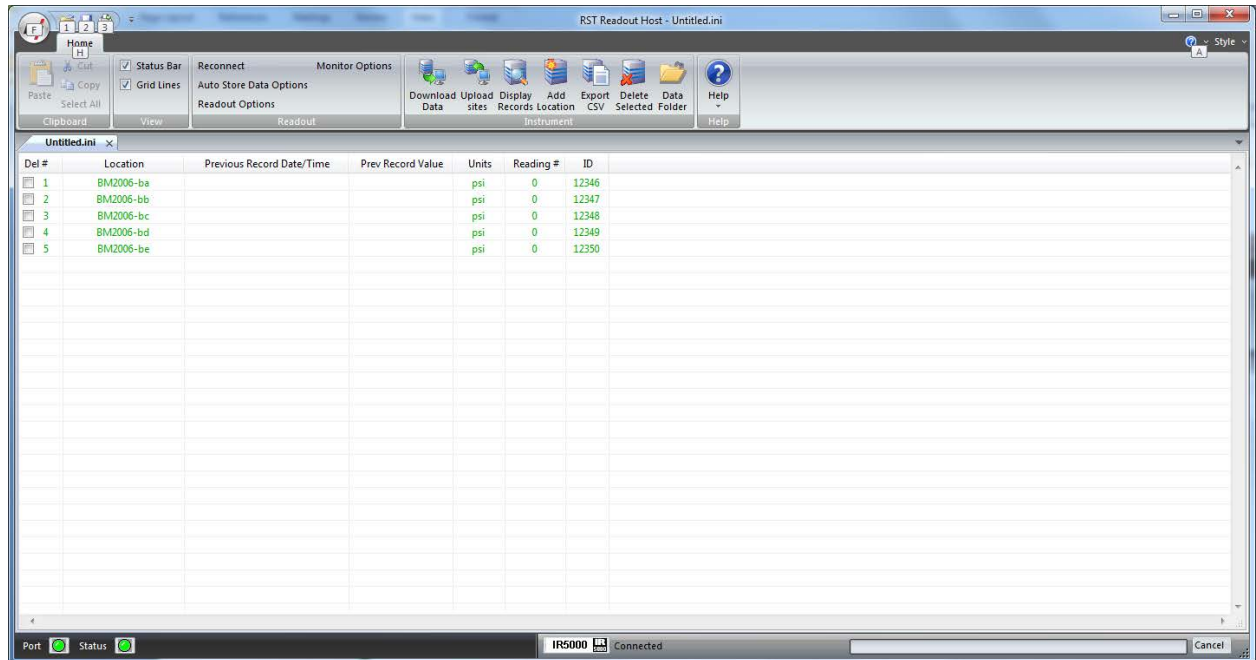 RST Readout Host - Untitled.ini
F
1 2 3
Home
H
Style
A
Paste
Cut
Copy
Select All
Clipboard
Status Bar
Grid Lines
View
Reconnect Monitor Options
Auto Store Data Options
Readout Options
Readout
Download Data
Upload sites
Display Records
Add Location
Export CSV
Delete Selected
Data Folder
Instrument
Help
Help
Untitled.ini
Del # Location Previous Record Date/Time Prev Record Value Units Reading # ID
1 BM2006-ba psi 0 12346
2 BM2006-bb psi 0 12347
3 BM2006-bc psi 0 12348
4 BM2006-bd psi 0 12349
5 BM2006-be psi 0 12350
Port Status IR5000 Connected Cancel